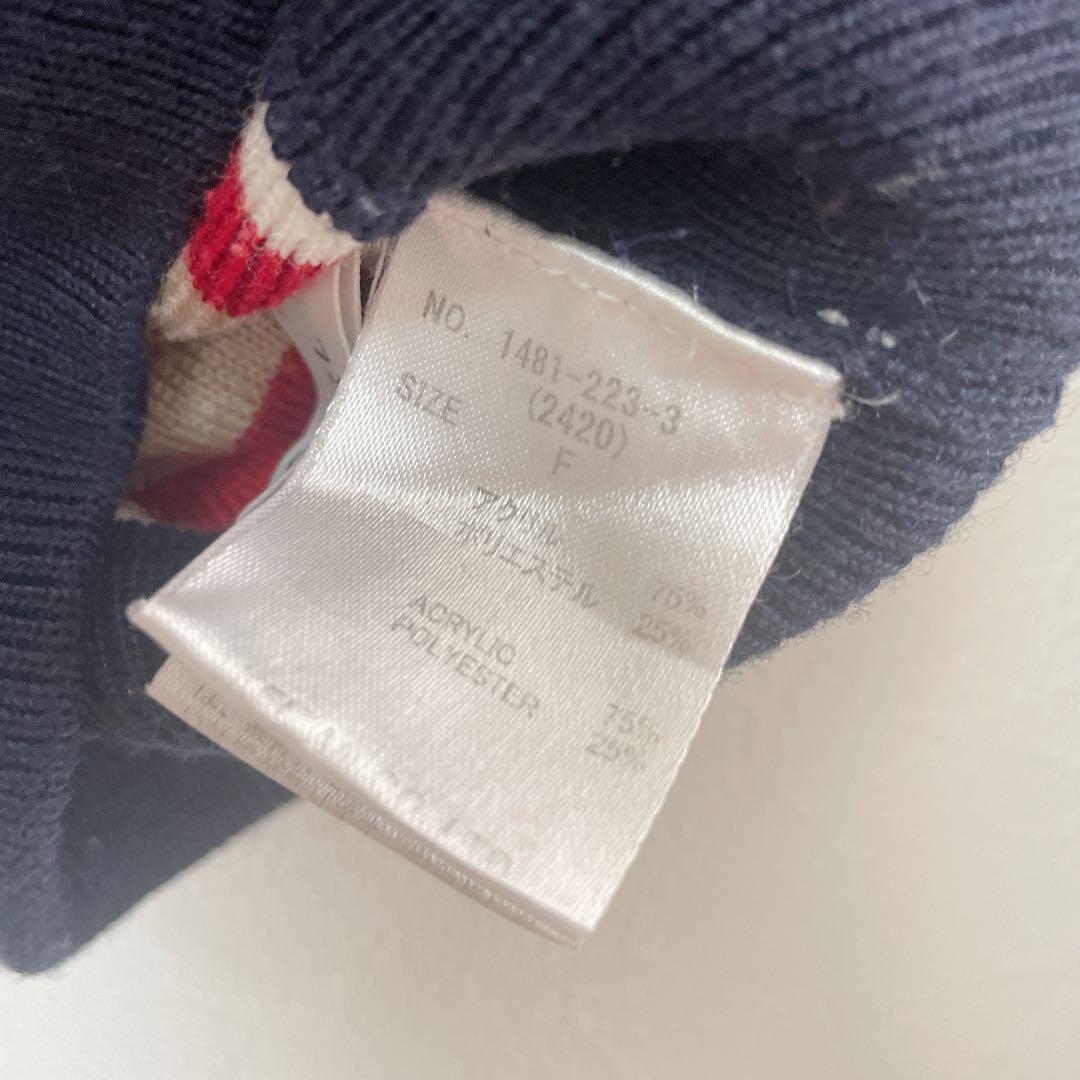 NO. 1481-223-3
(2420)
SIZE F
アクリル 75%
ポリエステル 25%
ACRYLIC 75%
POLYESTER 25%